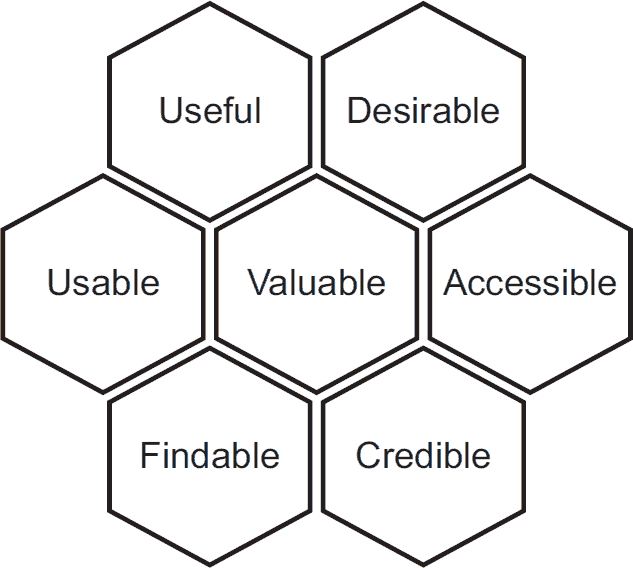 Useful
Desirable
Usable
Valuable
Accessible
Findable
Credible